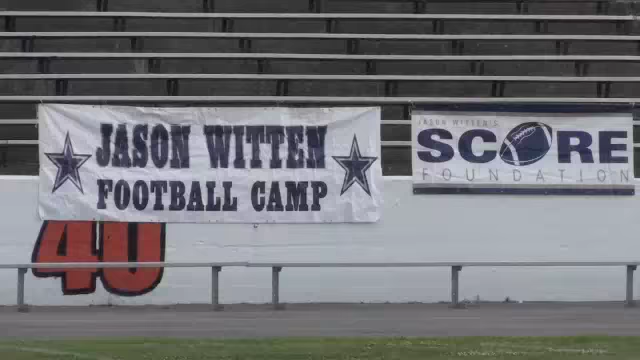 JASON WITTEN
FOOTBALL CAMP
JASON WITTEN'S
SCORE
FOUNDATION
40